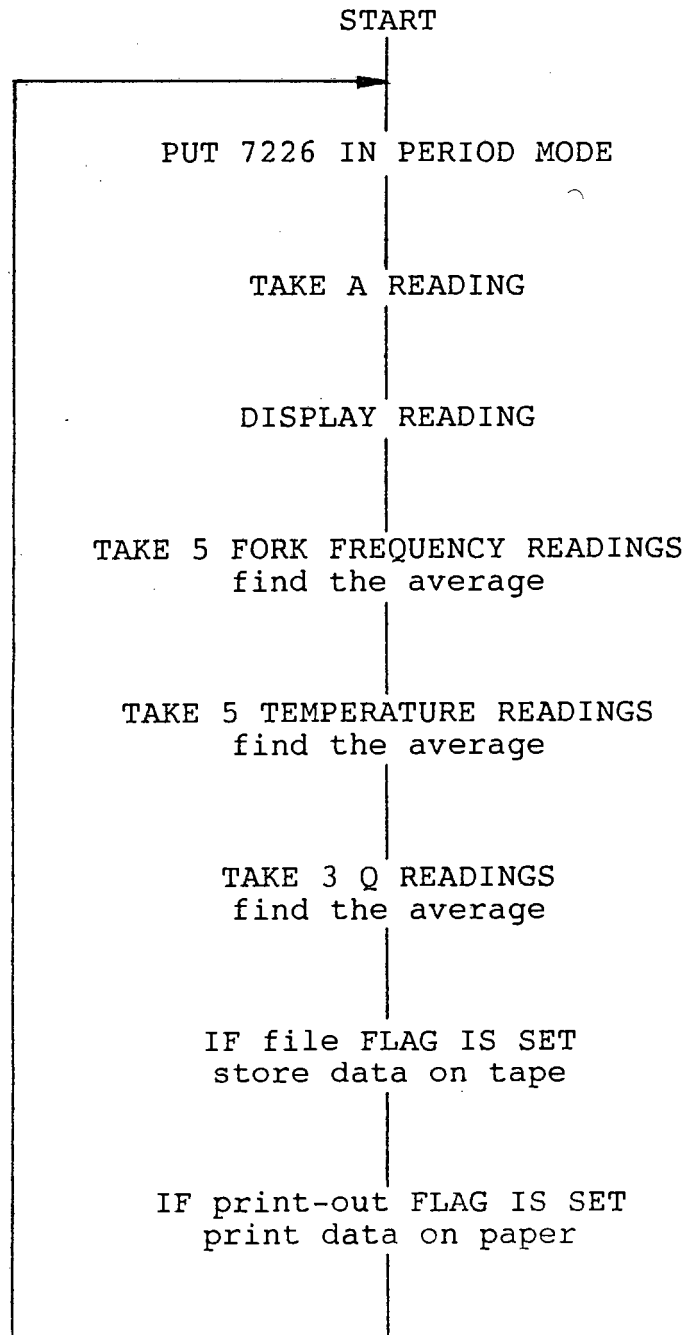 START
PUT 7226 IN PERIOD MODE
TAKE A READING
DISPLAY READING
TAKE 5 FORK FREQUENCY READINGS
find the average
TAKE 5 TEMPERATURE READINGS
find the average
TAKE 3 Q READINGS
find the average
IF file FLAG IS SET
store data on tape
IF print-out FLAG IS SET
print data on paper